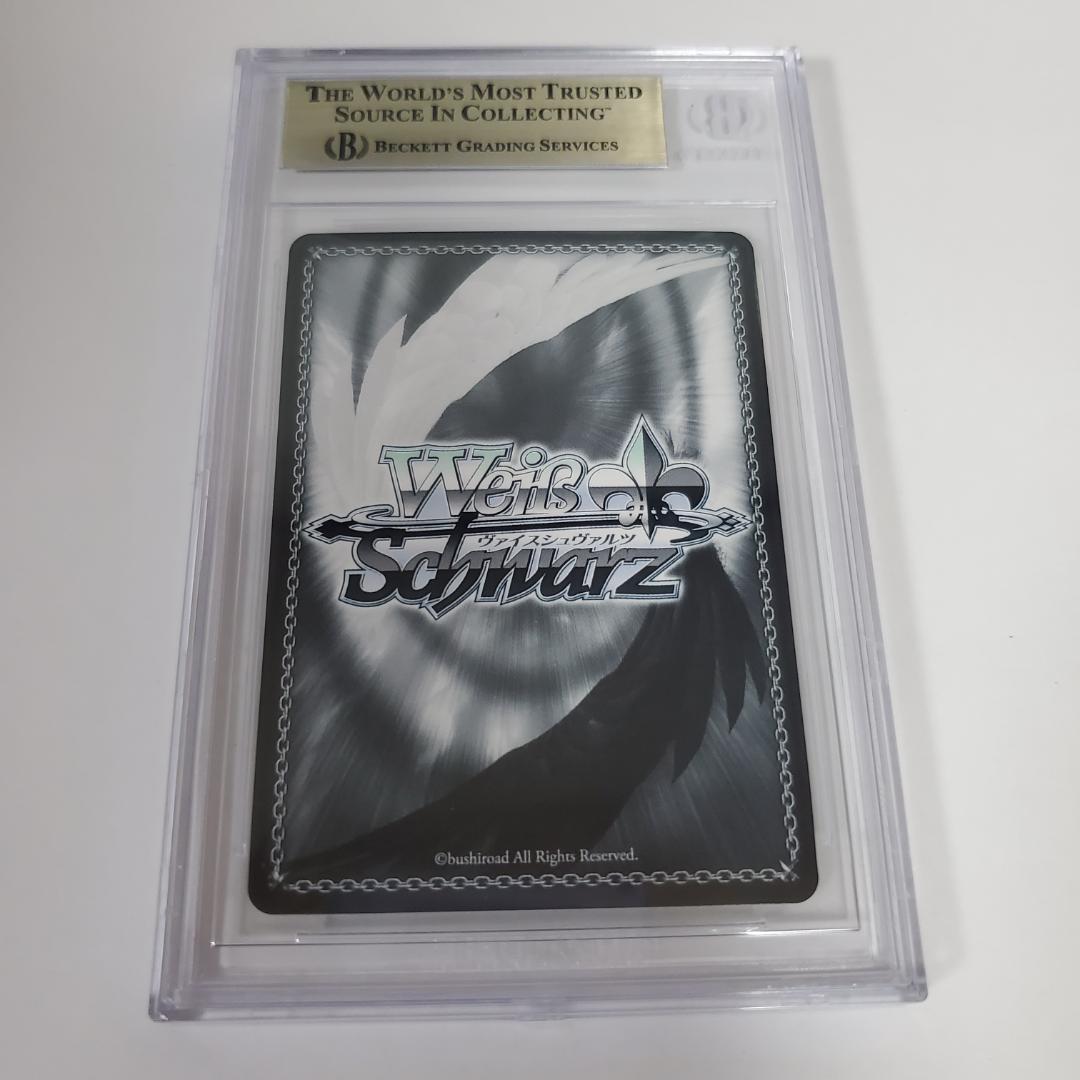 THE WORLD'S MOST TRUSTED
SOURCE IN COLLECTING™
B BECKETT GRADING SERVICES
Weiß
ヴァイスシュヴァルツ
Schwarz
©bushiroad All Rights Reserved.